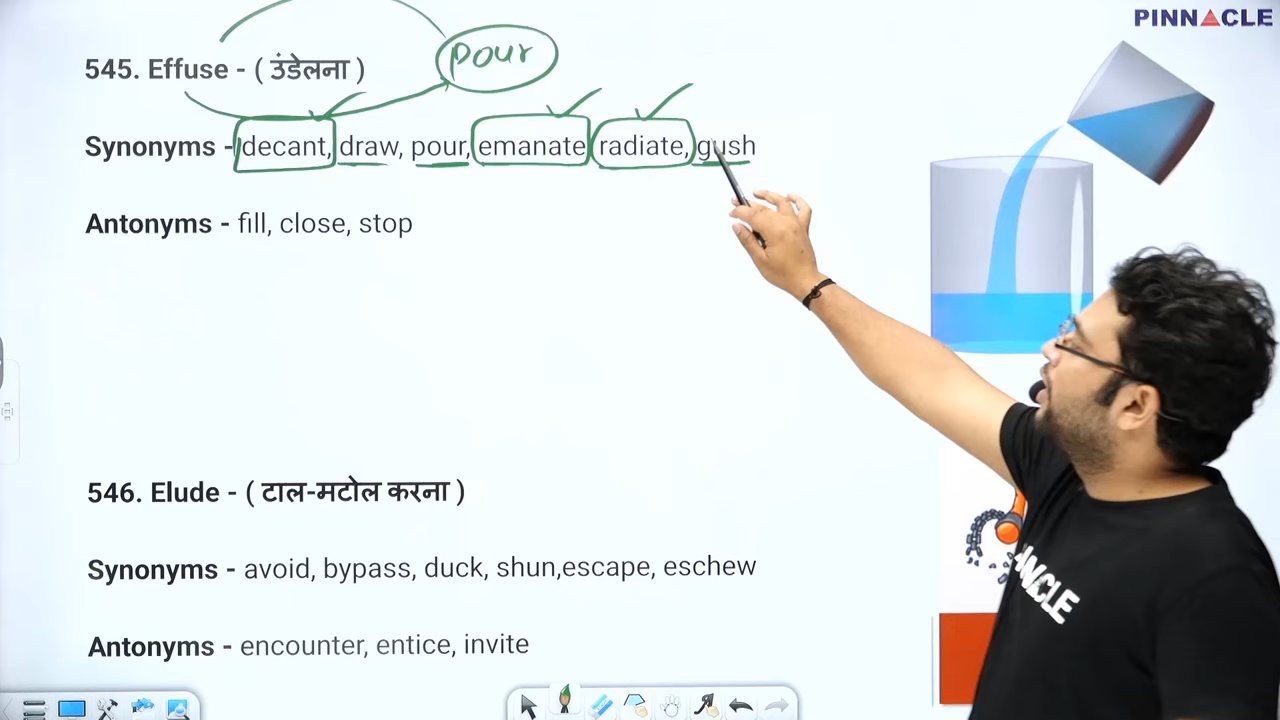 PINNACLE
pour
545. Effuse - ( उंडेलना )
Synonyms - decant, draw, pour, emanate radiate, gush
Antonyms - fill, close, stop
546. Elude - ( टाल-मटोल करना )
Synonyms - avoid, bypass, duck, shun,escape, eschew
Antonyms - encounter, entice, invite